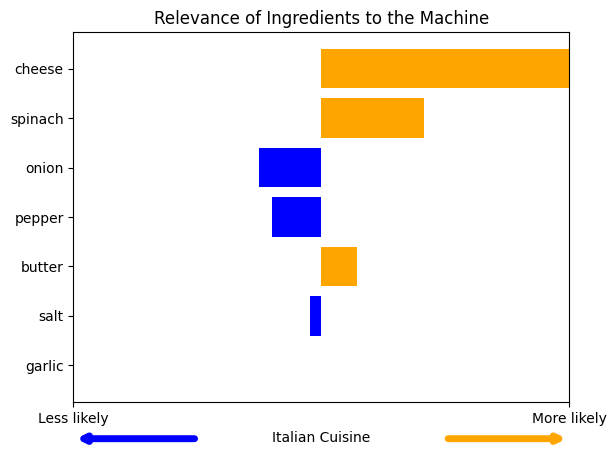 Relevance of Ingredients to the Machine
cheese
spinach
onion
pepper
butter
salt
garlic
Less likely
More likely
Italian Cuisine